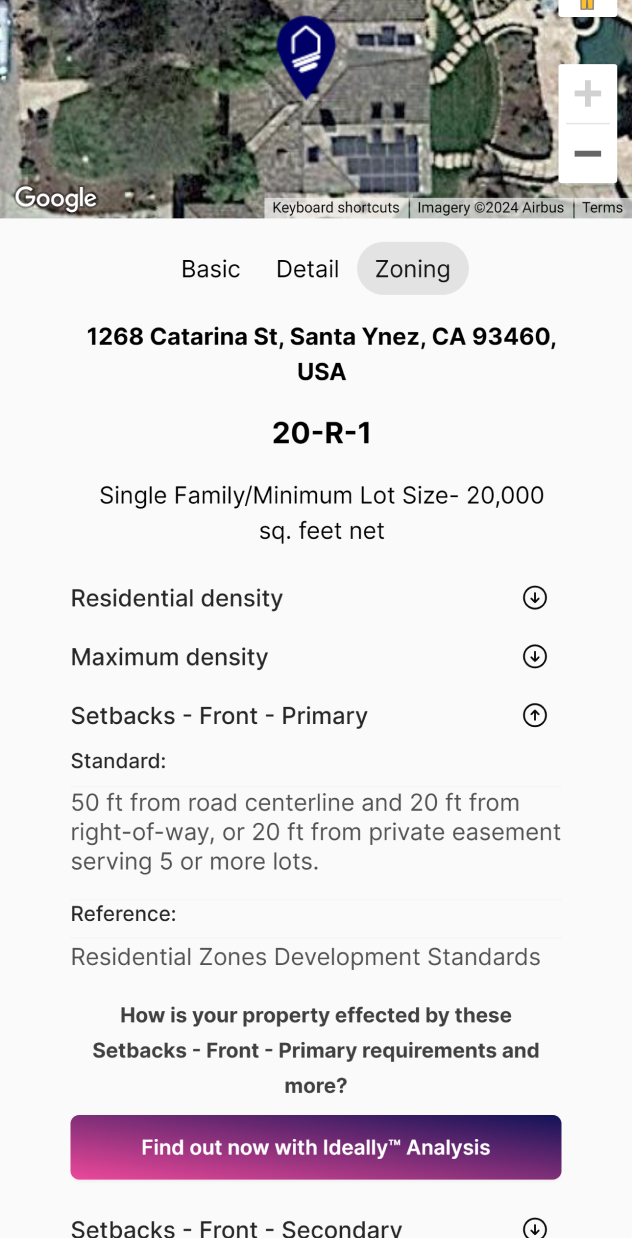 Google
Keyboard shortcuts
Imagery ©2024 Airbus
Terms
Basic
Detail
Zoning
1268 Catarina St, Santa Ynez, CA 93460,
USA
20-R-1
Single Family/Minimum Lot Size- 20,000
sq. feet net
Residential density
Maximum density
Setbacks - Front - Primary
Standard:
50 ft from road centerline and 20 ft from
right-of-way, or 20 ft from private easement
serving 5 or more lots.
Reference:
Residential Zones Development Standards
How is your property effected by these
Setbacks - Front - Primary requirements and
more?
Find out now with Ideally™ Analysis
Setbacks - Front - Secondary